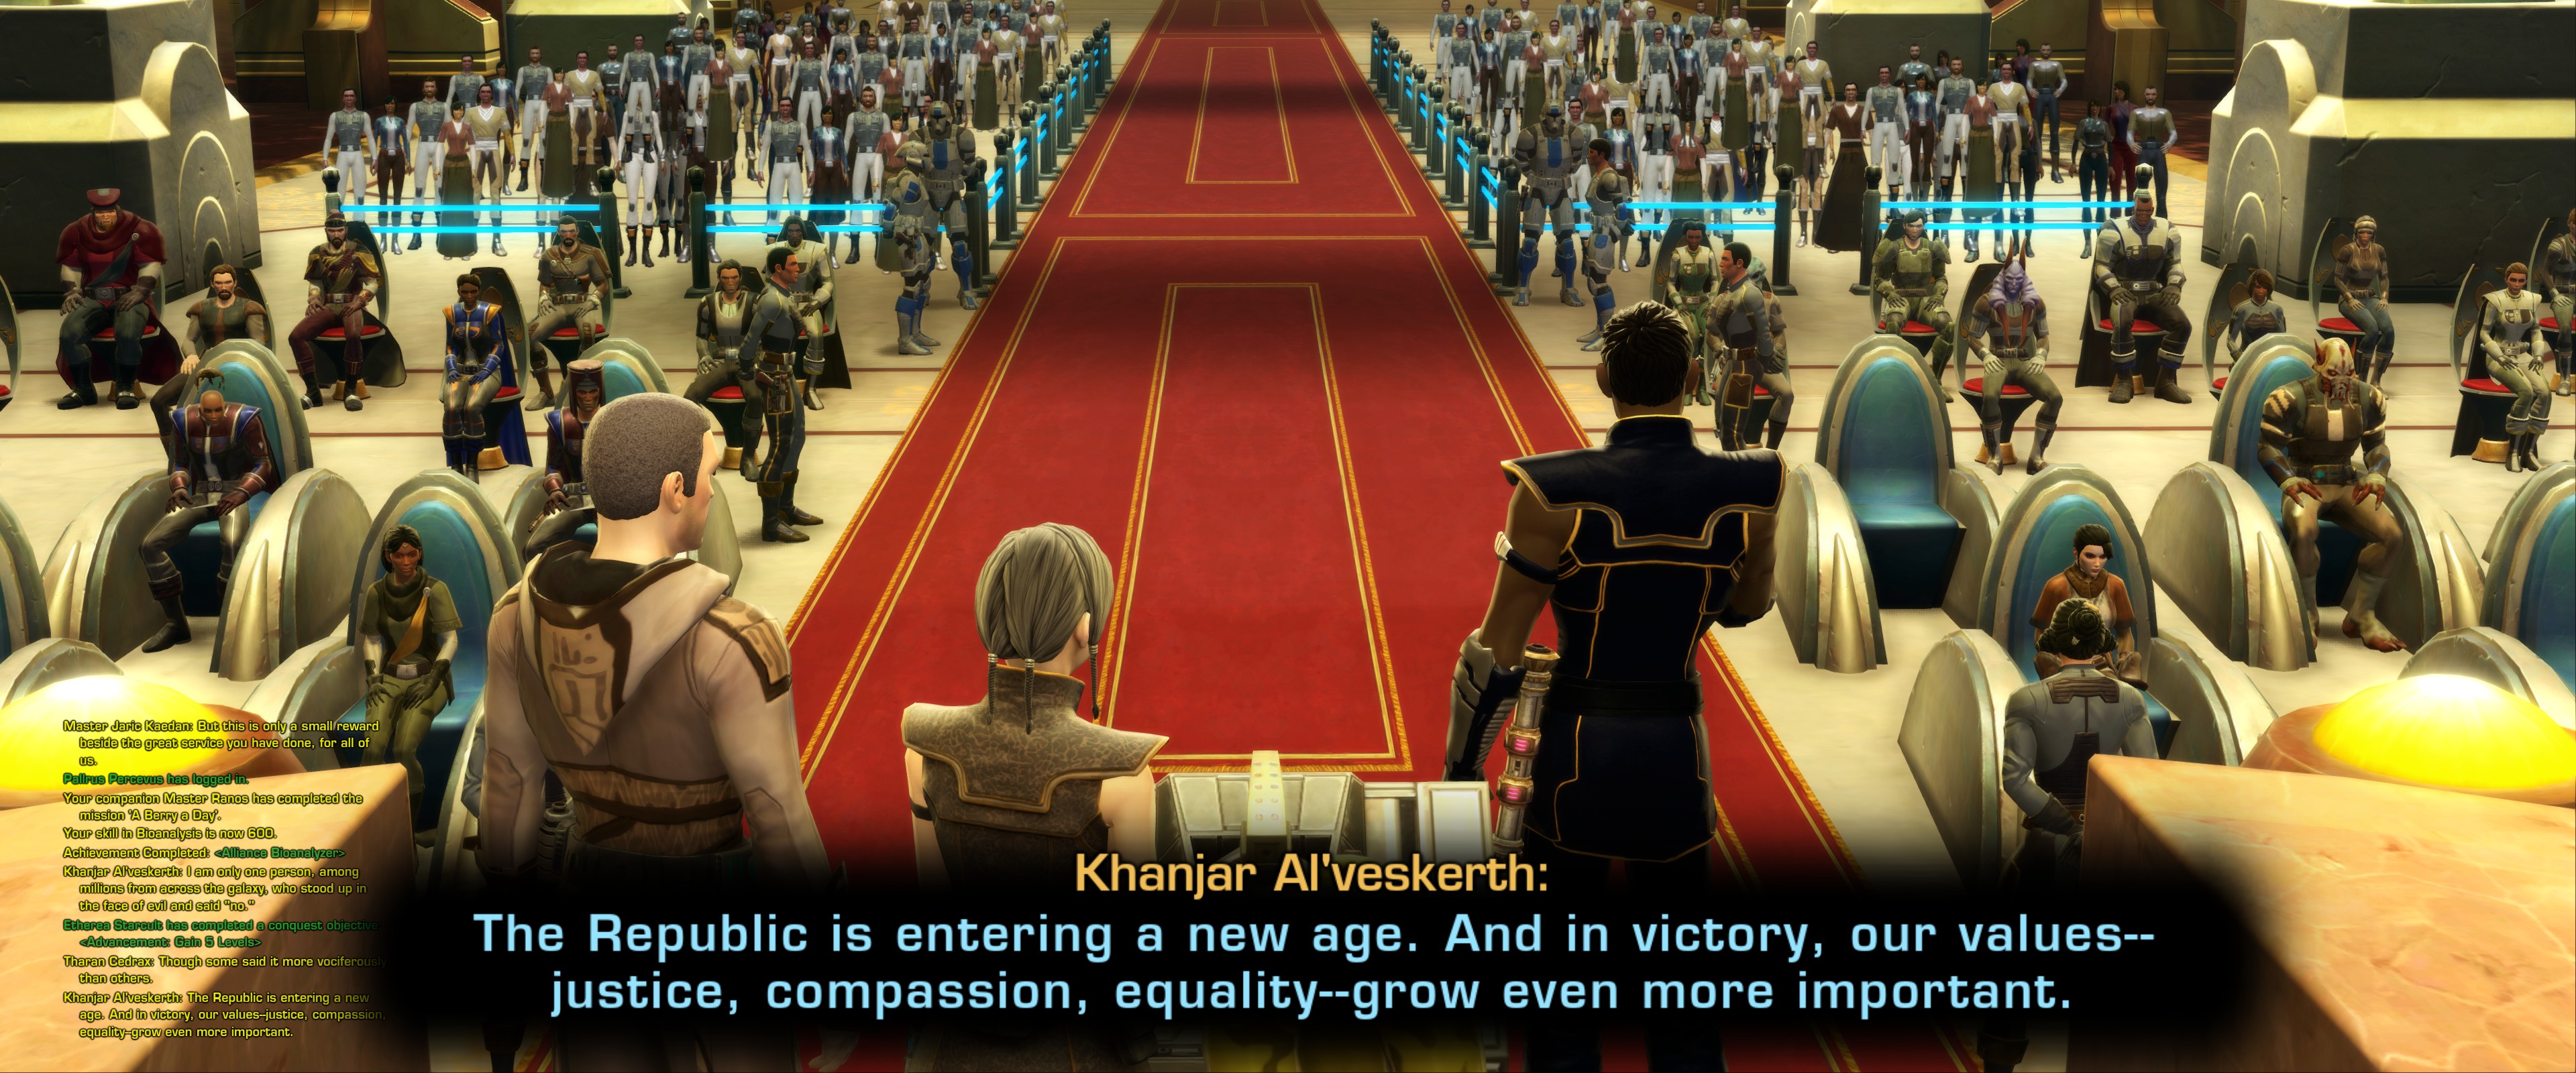 Master Jaric Kaedan: But this is only a small reward
beside the great service you have done, for all of
us.
Pallrus Percevus has logged in.
Your companion Master Ranos has completed the
mission 'A Berry a Day'.
Your skill in Bioanalysis is now 600.
Achievement Completed: <Alliance Bioanalyzer>
Khanjar Al'veskerth: I am only one person, among
millions from across the galaxy, who stood up in
the face of evil and said "no."
Etherea Starcult has completed a conquest objective:
<Advancement: Gain 5 Levels>
Tharan Cedrax: Though some said it more vociferously
than others.
Khanjar Al'veskerth: The Republic is entering a new
age. And in victory, our values--justice, compassion,
equality--grow even more important.
Khanjar Al'veskerth:
The Republic is entering a new age. And in victory, our values--
justice, compassion, equality--grow even more important.